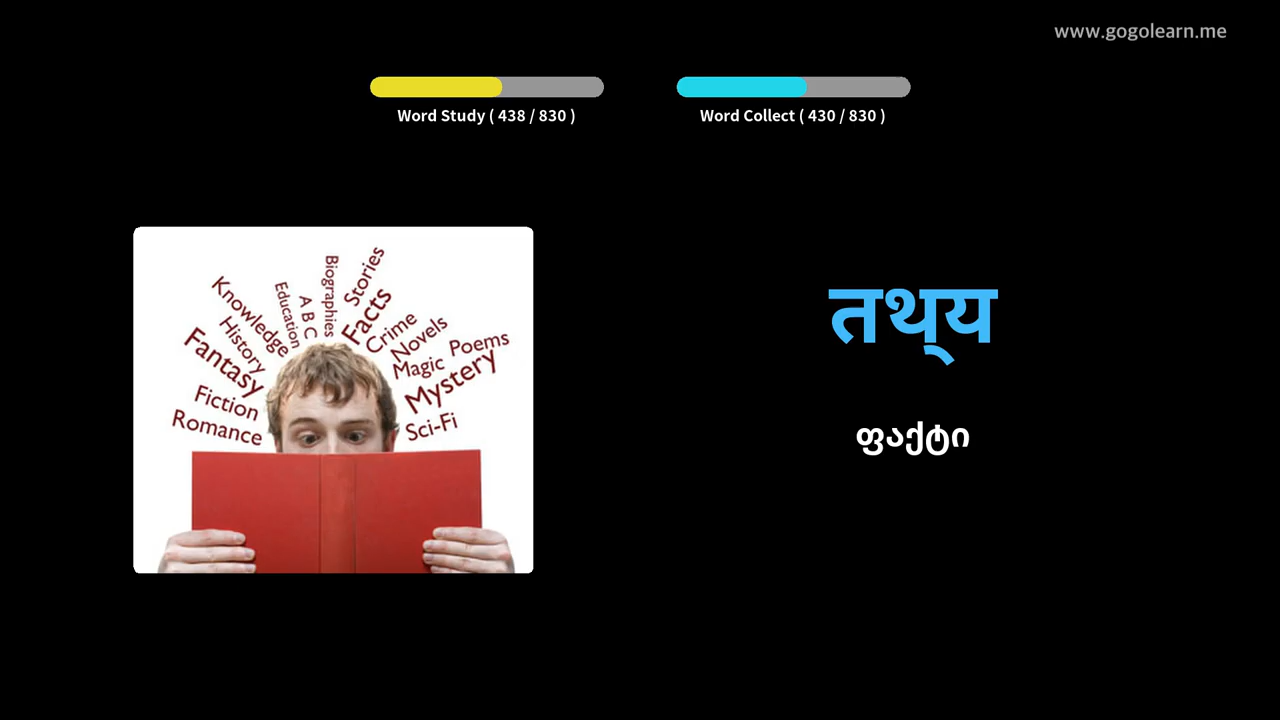 www.gogolearn.me
Word Study ( 438 / 830 )
Word Collect ( 430 / 830 )
Stories
Biographies
Facts
A B C
Education
Knowledge
Crime
Novels
History
Poems
Fantasy
Magic
Mystery
Fiction
Romance
Sci-Fi
तथ्‌य
ფაქტი